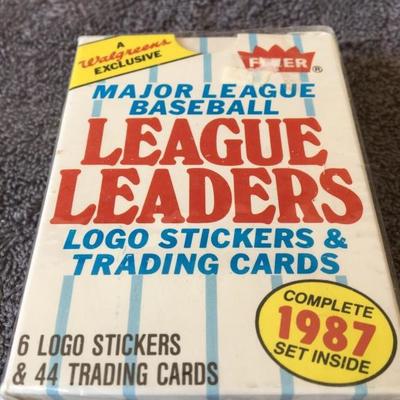 A
Walgreens
EXCLUSIVE
FLEER®
MAJOR LEAGUE
BASEBALL
LEAGUE
LEADERS
LOGO STICKERS &
TRADING CARDS
6 LOGO STICKERS
& 44 TRADING CARDS
COMPLETE
1987
SET INSIDE